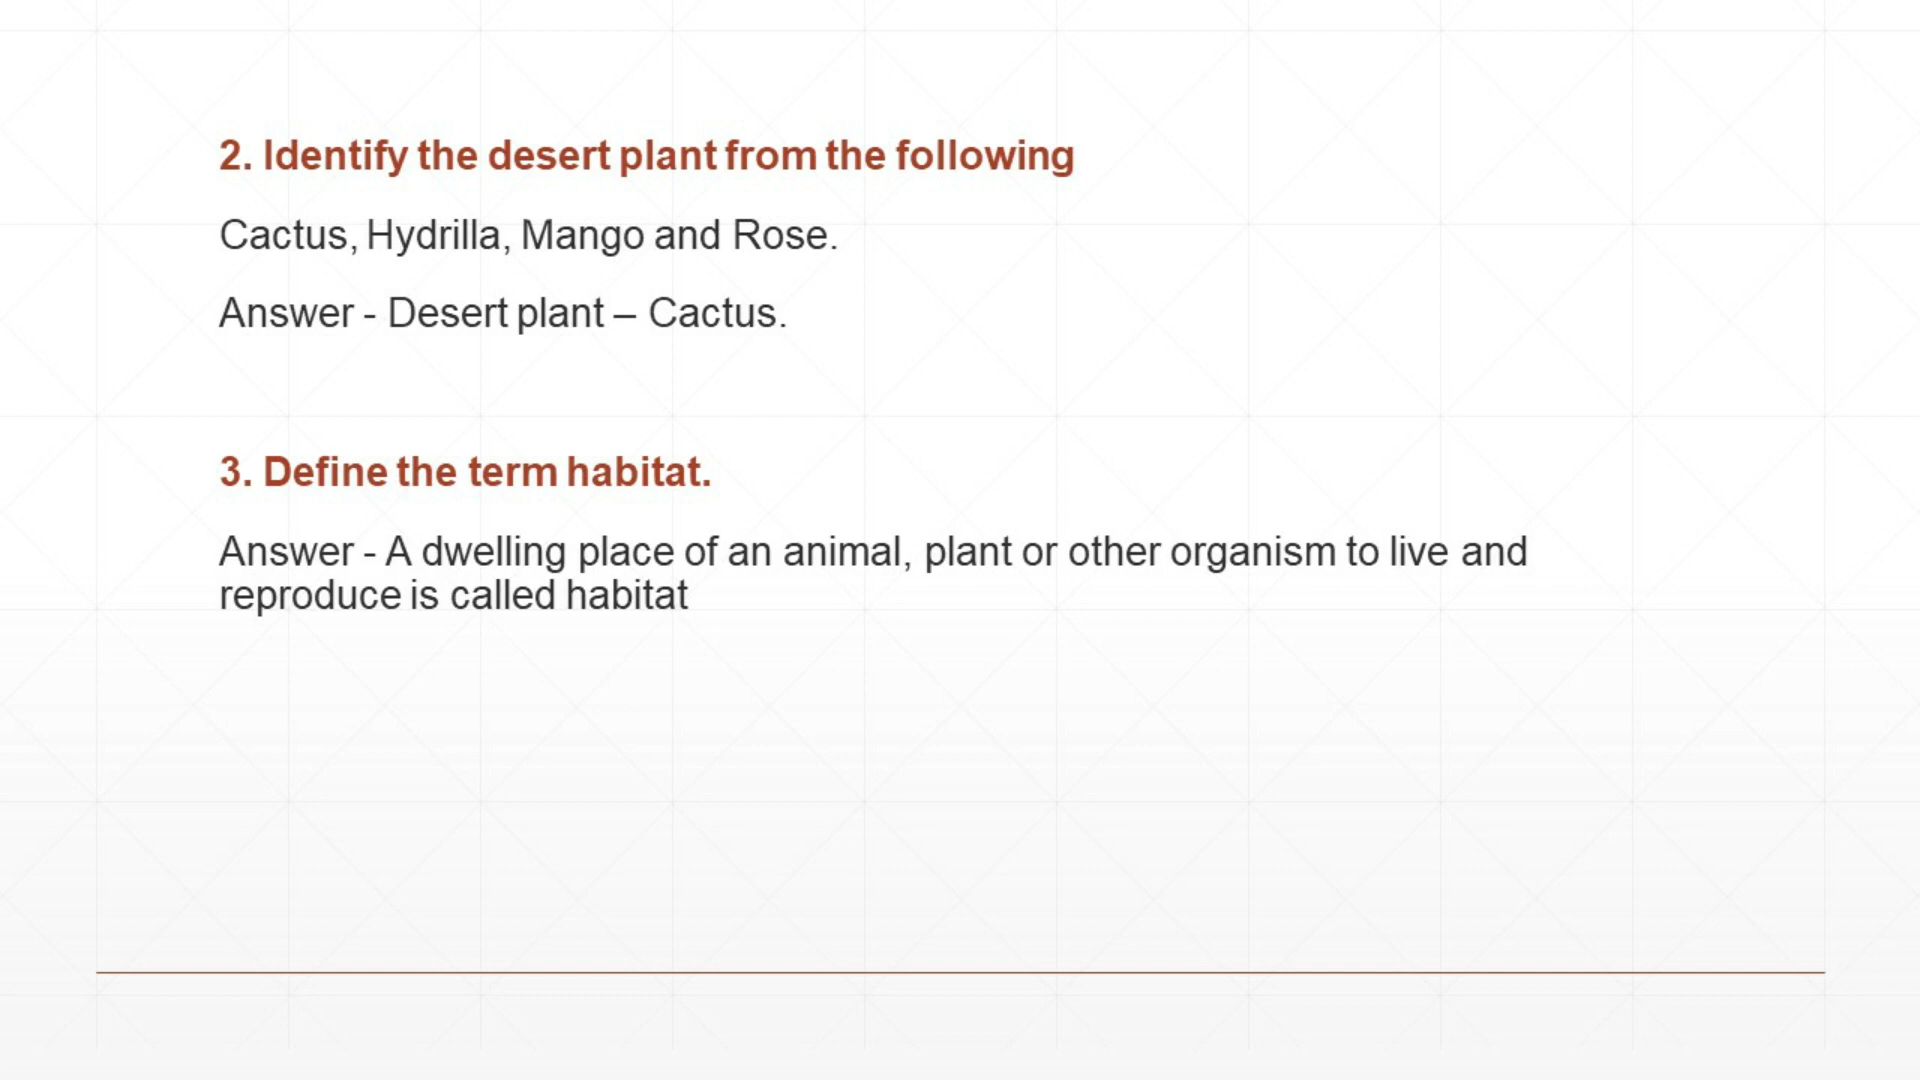 2. Identify the desert plant from the following
Cactus, Hydrilla, Mango and Rose.
Answer - Desert plant – Cactus.
3. Define the term habitat.
Answer - A dwelling place of an animal, plant or other organism to live and
reproduce is called habitat